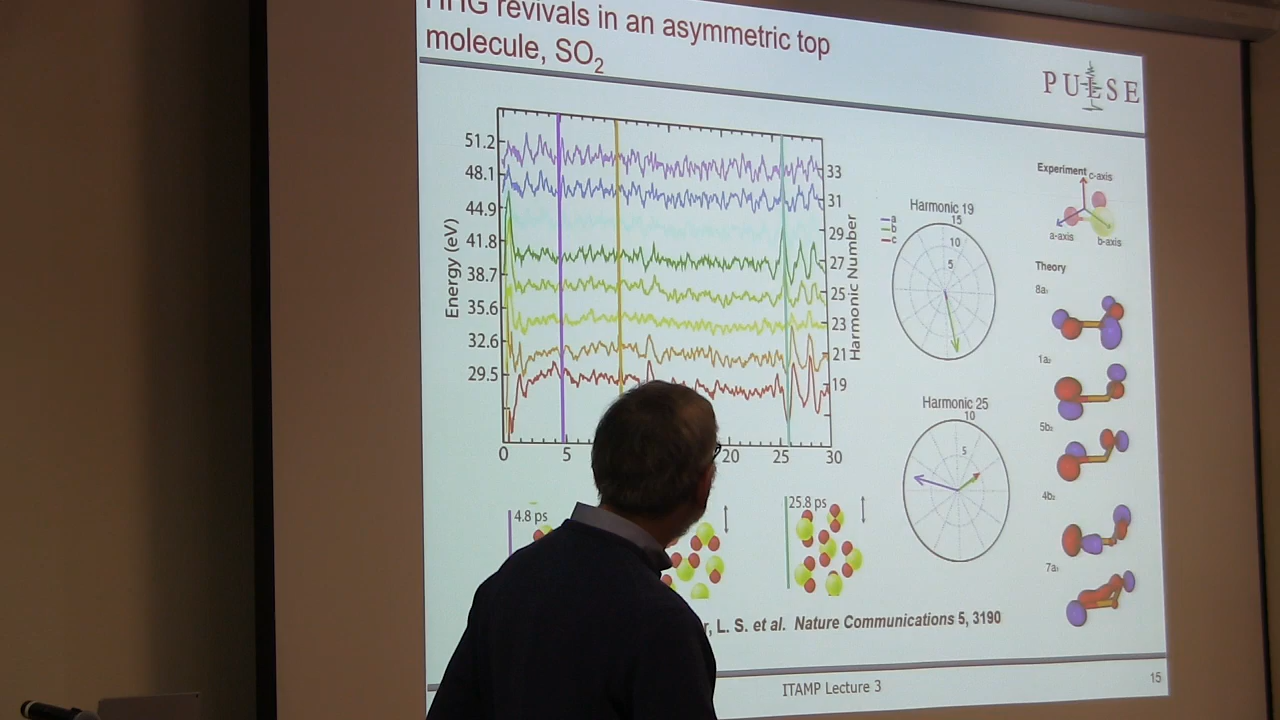 HHG revivals in an asymmetric top
molecule, SO2
PULSE
51.2
48.1
44.9
41.8
38.7
35.6
32.6
29.5
Energy (eV)
33
31
29
27
25
23
21
19
Harmonic Number
0 5 20 25 30
Harmonic 19
15
10
5
a
b
c
Harmonic 25
10
5
Experiment
c-axis
a-axis b-axis
Theory
8a1
1a2
5b2
4b2
7a1
4.8 ps
25.8 ps
r, L. S. et al. Nature Communications 5, 3190
ITAMP Lecture 3
15